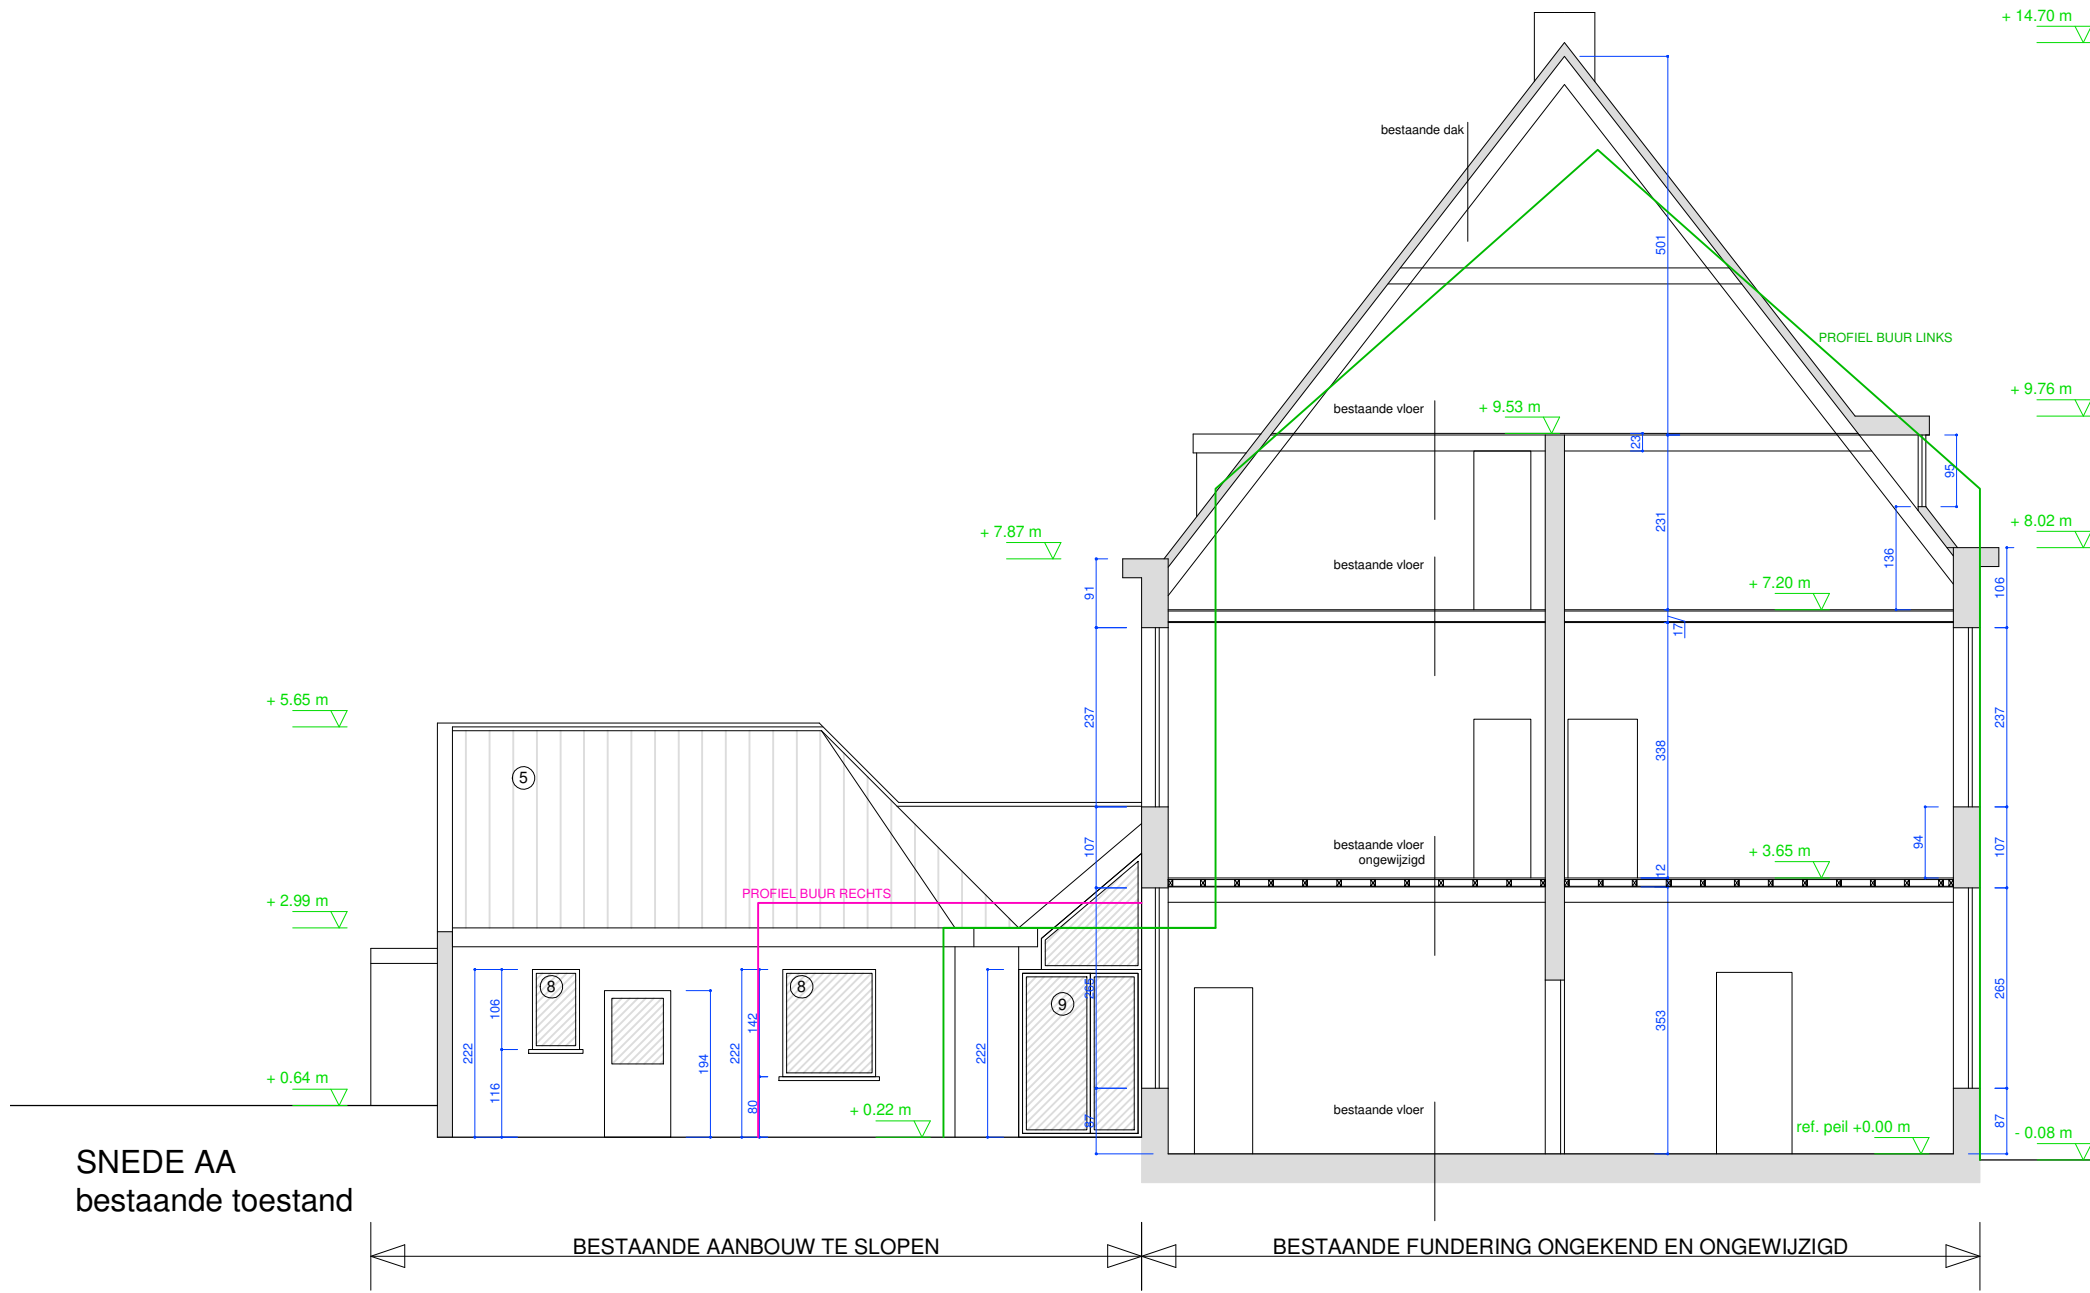 + 14.70 m
bestaande dak
501
PROFIEL BUUR LINKS
+ 9.76 m
bestaande vloer
+ 9.53 m
23
95
+ 7.87 m
+ 8.02 m
bestaande vloer
231
136
+ 7.20 m
91
106
17
+ 5.65 m
237
237
338
5
107
bestaande vloer
ongewijzigd
+ 3.65 m
94
107
12
PROFIEL BUUR RECHTS
+ 2.99 m
8
8
9
265
265
106
142
222
222
222
194
353
+ 0.64 m
116
80
+ 0.22 m
87
bestaande vloer
ref. peil +0.00 m
87
- 0.08 m
SNEDE AA
bestaande toestand
BESTAANDE AANBOUW TE SLOPEN
BESTAANDE FUNDERING ONGEKEND EN ONGEWIJZIGD